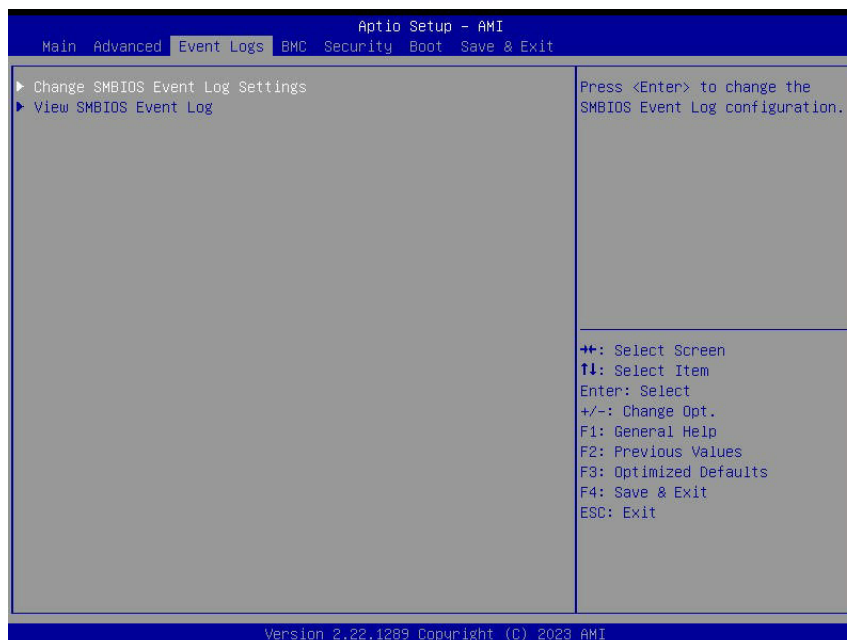 Aptio Setup – AMI
Main Advanced Event Logs BMC Security Boot Save & Exit
▶ Change SMBIOS Event Log Settings
▶ View SMBIOS Event Log
Press <Enter> to change the
SMBIOS Event Log configuration.
→←: Select Screen
↑↓: Select Item
Enter: Select
+/-: Change Opt.
F1: General Help
F2: Previous Values
F3: Optimized Defaults
F4: Save & Exit
ESC: Exit
Version 2.22.1289 Copyright (C) 2023 AMI